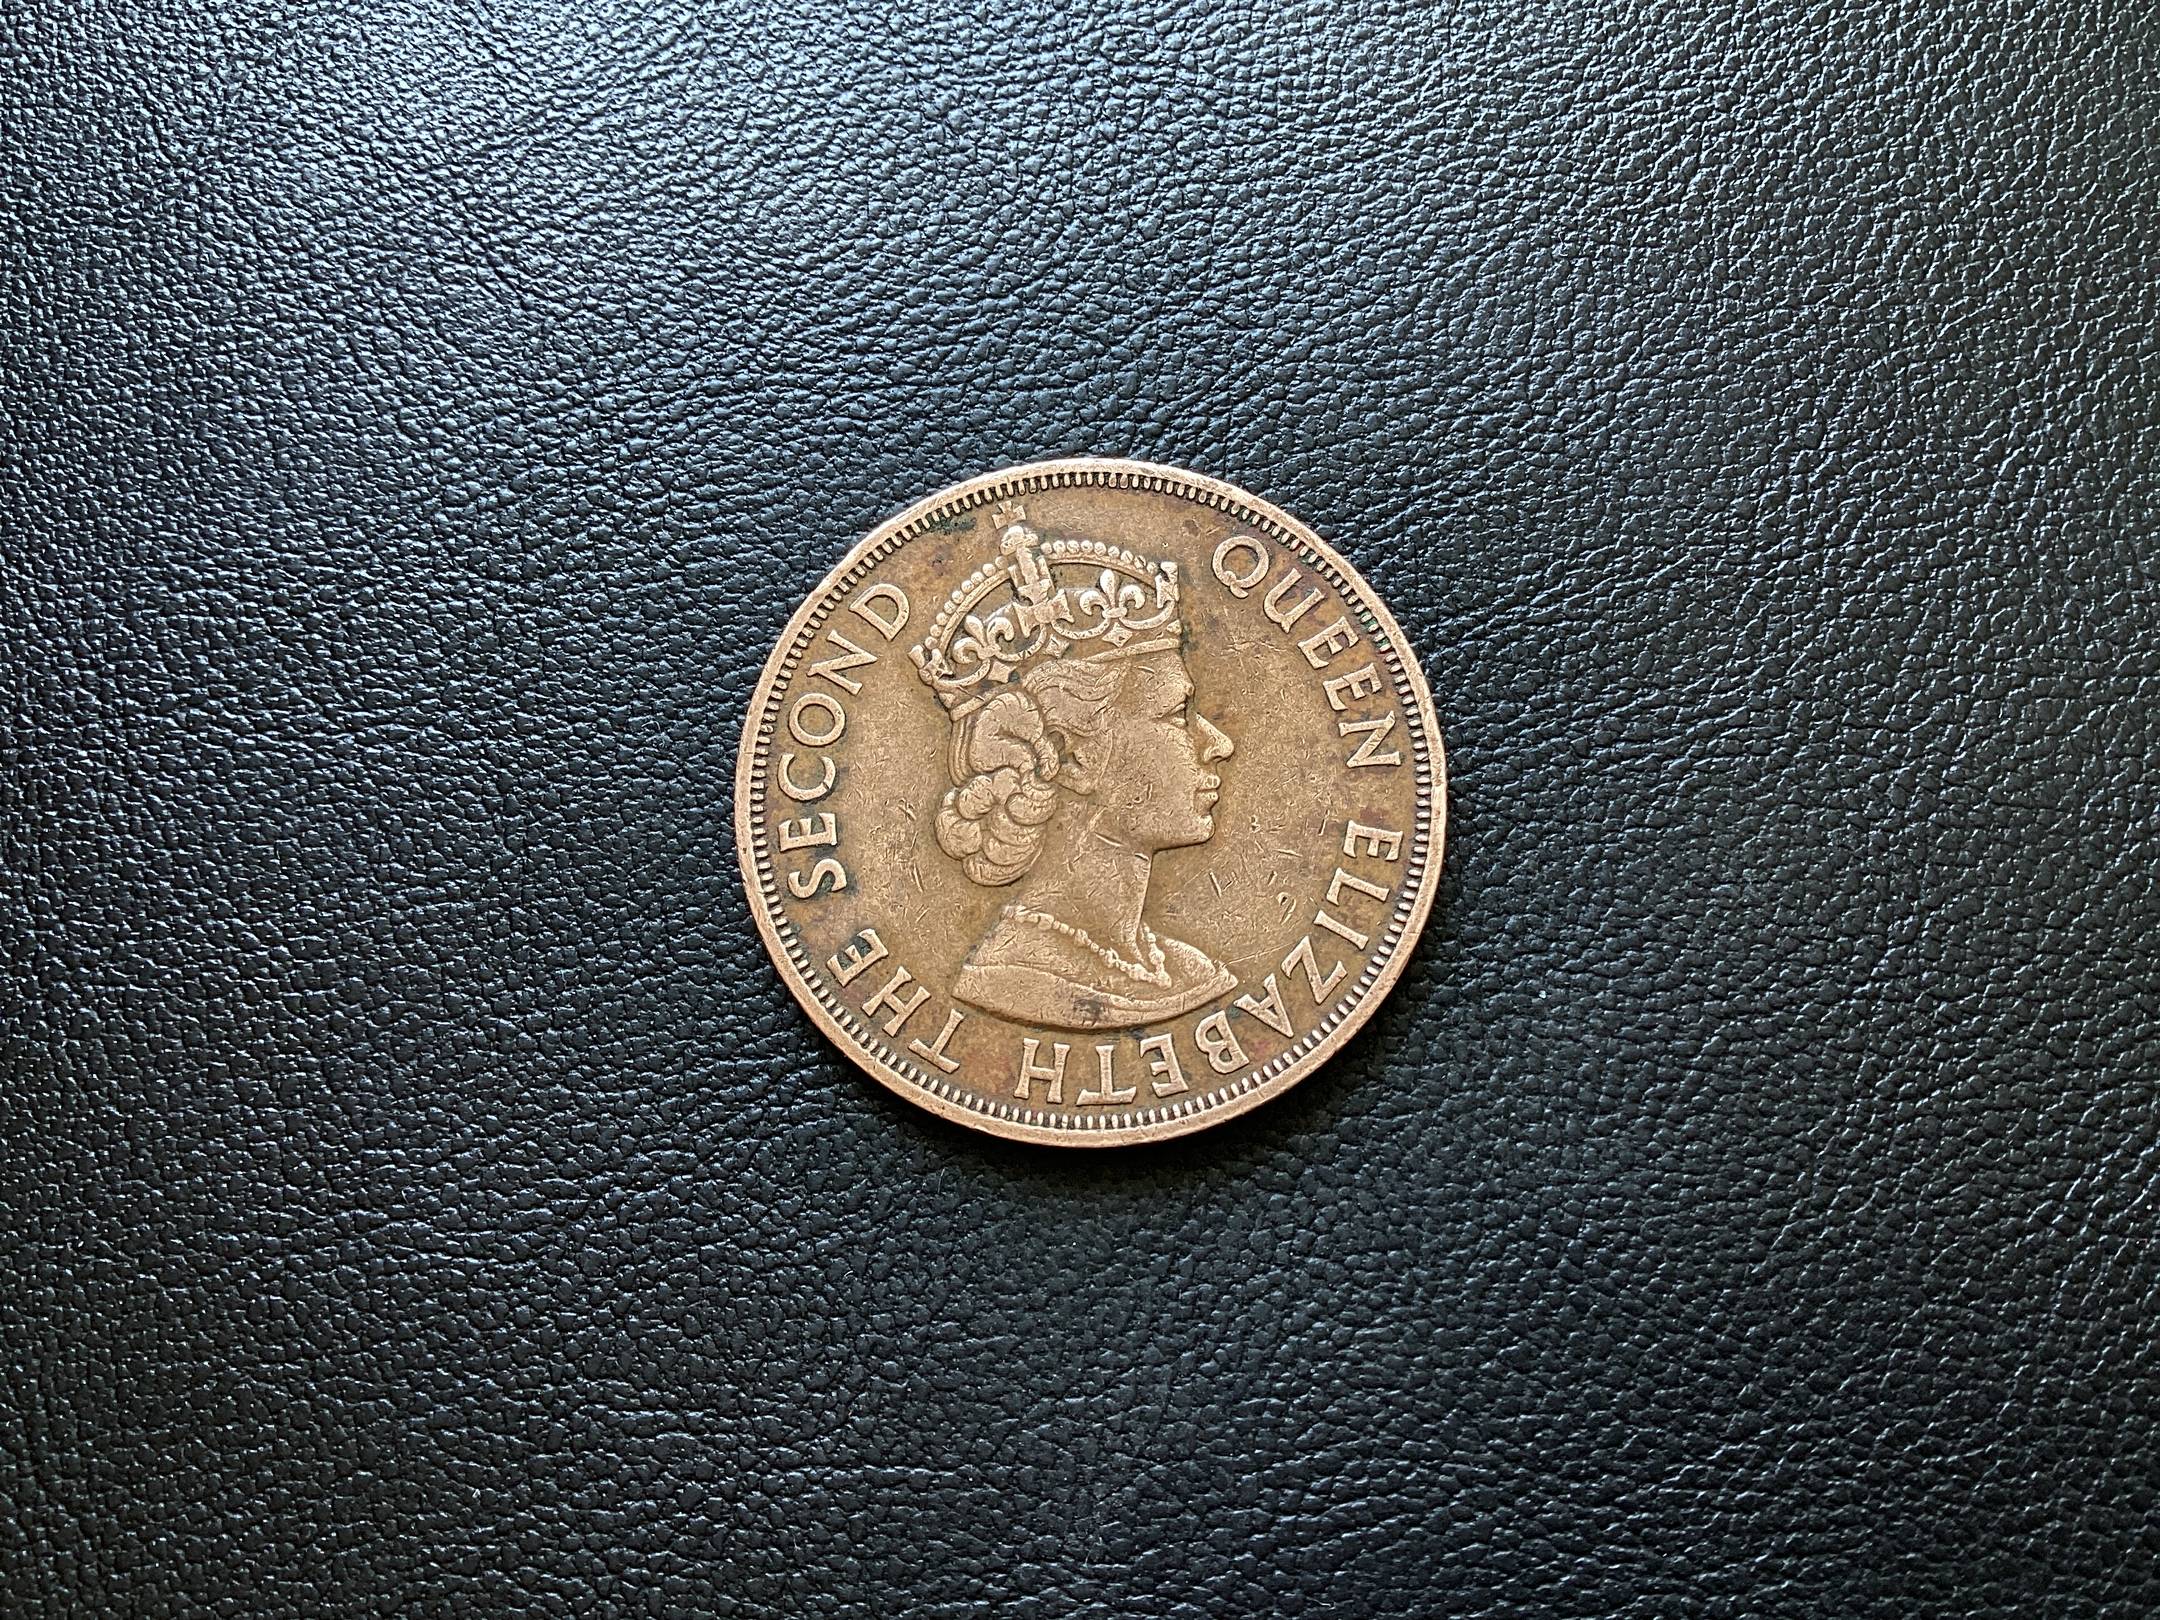 QUEEN ELIZABETH THE SECOND